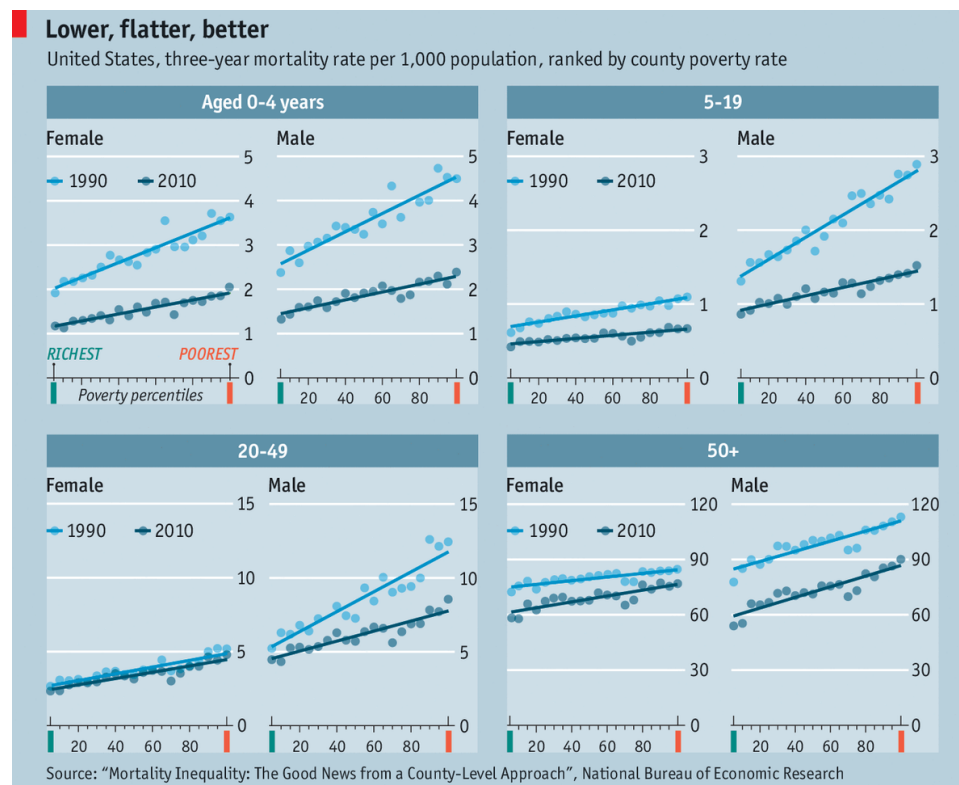 Lower, flatter, better
United States, three-year mortality rate per 1,000 population, ranked by county poverty rate
Aged 0-4 years
Female
Male
1990
2010
5
4
3
2
1
0
RICHEST
POOREST
Poverty percentiles
5
4
3
2
1
0
20 40 60 80
5-19
Female
Male
1990
2010
3
2
1
0
20 40 60 80
3
2
1
0
20 40 60 80
20-49
Female
Male
1990
2010
15
10
5
0
20 40 60 80
15
10
5
0
20 40 60 80
50+
Female
Male
1990
2010
120
90
60
30
0
20 40 60 80
120
90
60
30
0
20 40 60 80
Source: “Mortality Inequality: The Good News from a County-Level Approach”, National Bureau of Economic Research